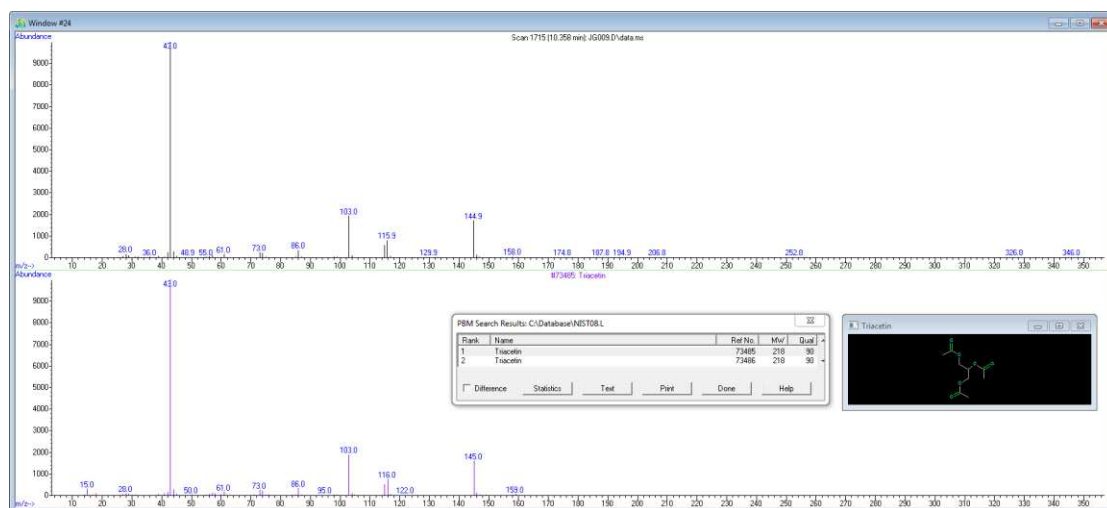 Window #24
Abundance
Scan 1715 (10.358 min): JG009.D\data.ms
43.0
9000
8000
7000
6000
5000
4000
3000
2000
1000
0
28.0 36.0 48.9 55.0 61.0 73.0 86.0 103.0 115.9 129.9 144.9 158.0 174.8 187.8 194.9 206.8 252.8 326.8 346.8
m/z--> 10 20 30 40 50 60 70 80 90 100 110 120 130 140 150 160 170 180 190 200 210 220 230 240 250 260 270 280 290 300 310 320 330 340 350
Abundance
#73485: Triacetin
43.0
9000
8000
7000
6000
5000
4000
3000
2000
1000
0
15.0 28.0 50.0 61.0 73.0 86.0 95.0 103.0 116.0 122.0 145.0 159.0
m/z--> 10 20 30 40 50 60 70 80 90 100 110 120 130 140 150 160 170 180 190 200 210 220 230 240 250 260 270 280 290 300 310 320 330 340 350
PBM Search Results: C:\Database\NIST08.L
Rank Name Ref No. MW Qual
1 Triacetin 73485 218 90
2 Triacetin 73486 218 90
Difference Statistics Text Print Done Help
Triacetin